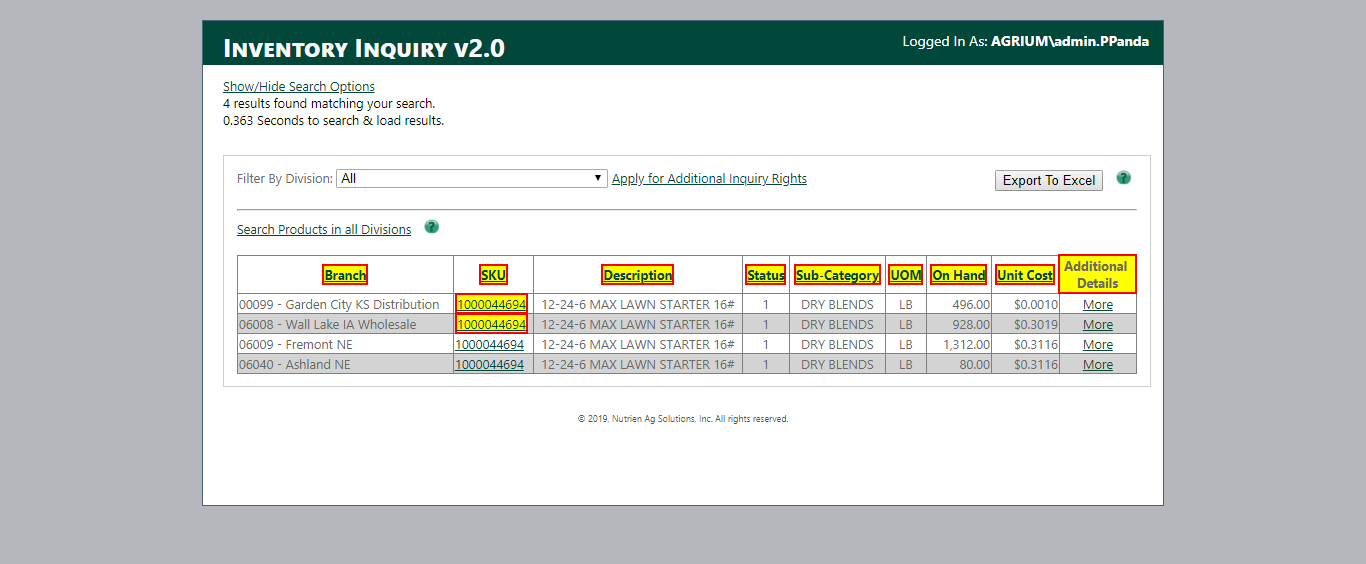 INVENTORY INQUIRY V2.0
Logged In As: AGRIUM\admin.PPanda
Show/Hide Search Options
4 results found matching your search.
0.363 Seconds to search & load results.
Filter By Division: All Apply for Additional Inquiry Rights Export To Excel ?
Search Products in all Divisions ?
Branch SKU Description Status Sub-Category UOM On Hand Unit Cost Additional Details
00099 - Garden City KS Distribution 1000044694 12-24-6 MAX LAWN STARTER 16# 1 DRY BLENDS LB 496.00 $0.0010 More
06008 - Wall Lake IA Wholesale 1000044694 12-24-6 MAX LAWN STARTER 16# 1 DRY BLENDS LB 928.00 $0.3019 More
06009 - Fremont NE 1000044694 12-24-6 MAX LAWN STARTER 16# 1 DRY BLENDS LB 1,312.00 $0.3116 More
06040 - Ashland NE 1000044694 12-24-6 MAX LAWN STARTER 16# 1 DRY BLENDS LB 80.00 $0.3116 More
© 2019, Nutrien Ag Solutions, Inc. All rights reserved.